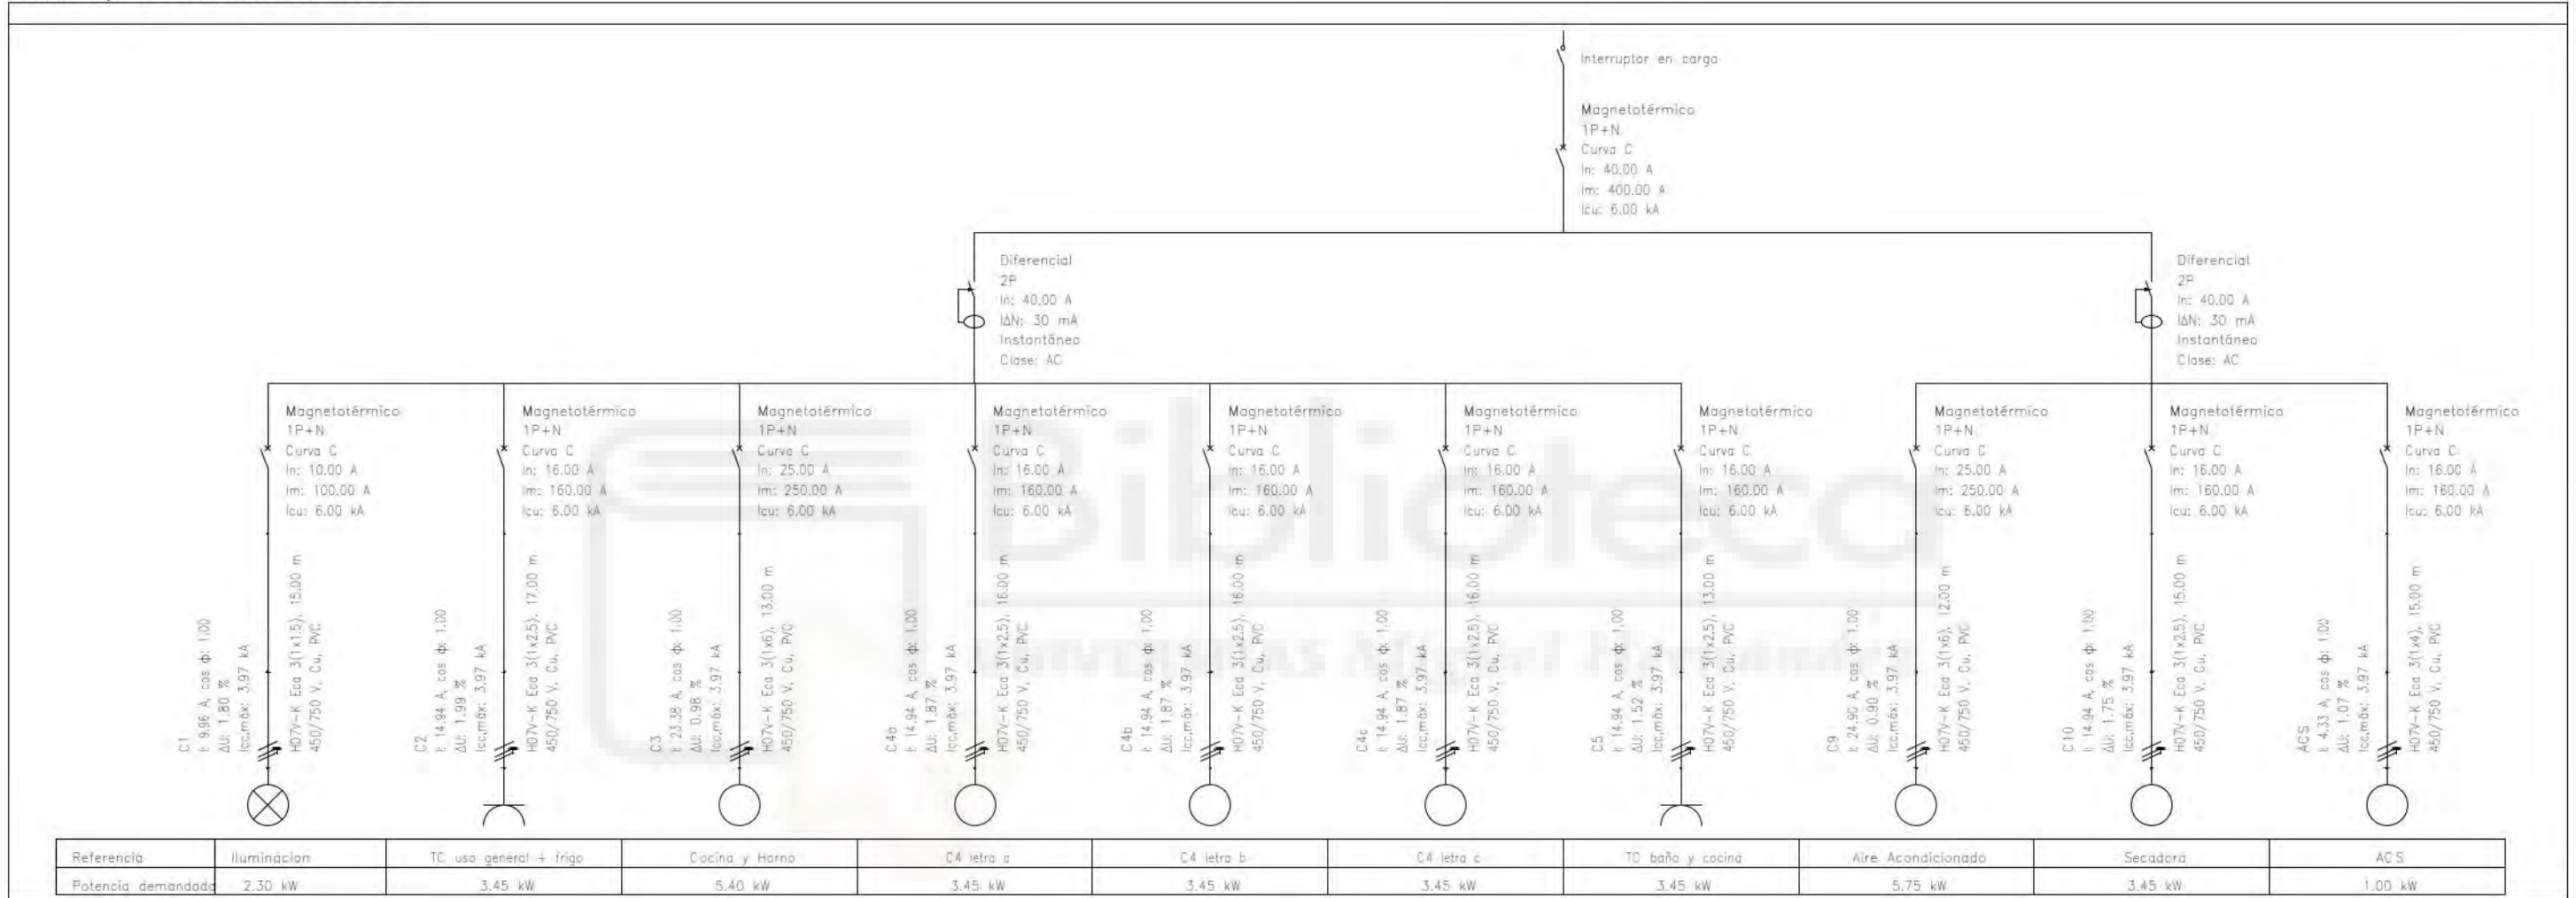 Interruptor en carga
Magnetotérmico
1P+N
Curva C
In: 40.00 A
Im: 400.00 A
Icu: 6.00 kA
Diferencial
2P
In: 40.00 A
IΔN: 30 mA
Instantáneo
Clase: AC
Diferencial
2P
In: 40.00 A
IΔN: 30 mA
Instantáneo
Clase: AC
Magnetotérmico
1P+N
Curva C
In: 10.00 A
Im: 100.00 A
Icu: 6.00 kA
Magnetotérmico
1P+N
Curva C
In: 16.00 A
Im: 160.00 A
Icu: 6.00 kA
Magnetotérmico
1P+N
Curva C
In: 25.00 A
Im: 250.00 A
Icu: 6.00 kA
Magnetotérmico
1P+N
Curva C
In: 16.00 A
Im: 160.00 A
Icu: 6.00 kA
Magnetotérmico
1P+N
Curva C
In: 16.00 A
Im: 160.00 A
Icu: 6.00 kA
Magnetotérmico
1P+N
Curva C
In: 16.00 A
Im: 160.00 A
Icu: 6.00 kA
Magnetotérmico
1P+N
Curva C
In: 16.00 A
Im: 160.00 A
Icu: 6.00 kA
Magnetotérmico
1P+N
Curva C
In: 25.00 A
Im: 250.00 A
Icu: 6.00 kA
Magnetotérmico
1P+N
Curva C
In: 16.00 A
Im: 160.00 A
Icu: 6.00 kA
Magnetotérmico
1P+N
Curva C
In: 16.00 A
Im: 160.00 A
Icu: 6.00 kA
C1
I: 9.96 A, cos φ: 1.00
ΔU: 1.80 %
Icc,máx: 3.97 kA
H07V-K Eca 3(1x1.5), 15.00 m
450/750 V, Cu, PVC
C2
I: 14.94 A, cos φ: 1.00
ΔU: 1.99 %
Icc,máx: 3.97 kA
H07V-K Eca 3(1x2.5), 17.00 m
450/750 V, Cu, PVC
C3
I: 23.38 A, cos φ: 1.00
ΔU: 0.98 %
Icc,máx: 3.97 kA
H07V-K Eca 3(1x6), 13.00 m
450/750 V, Cu, PVC
C4a
I: 14.94 A, cos φ: 1.00
ΔU: 1.87 %
Icc,máx: 3.97 kA
H07V-K Eca 3(1x2.5), 16.00 m
450/750 V, Cu, PVC
C4b
I: 14.94 A, cos φ: 1.00
ΔU: 1.87 %
Icc,máx: 3.97 kA
H07V-K Eca 3(1x2.5), 16.00 m
450/750 V, Cu, PVC
C4c
I: 14.94 A, cos φ: 1.00
ΔU: 1.87 %
Icc,máx: 3.97 kA
H07V-K Eca 3(1x2.5), 16.00 m
450/750 V, Cu, PVC
C5
I: 14.94 A, cos φ: 1.00
ΔU: 1.52 %
Icc,máx: 3.97 kA
H07V-K Eca 3(1x2.5), 13.00 m
450/750 V, Cu, PVC
C9
I: 24.90 A, cos φ: 1.00
ΔU: 0.90 %
Icc,máx: 3.97 kA
H07V-K Eca 3(1x6), 12.00 m
450/750 V, Cu, PVC
C10
I: 14.94 A, cos φ: 1.00
ΔU: 1.75 %
Icc,máx: 3.97 kA
H07V-K Eca 3(1x2.5), 15.00 m
450/750 V, Cu, PVC
ACS
I: 4.33 A, cos φ: 1.00
ΔU: 1.07 %
Icc,máx: 3.97 kA
H07V-K Eca 3(1x4), 15.00 m
450/750 V, Cu, PVC
Biblioteca
UNIVERSITAS Miguel Hernández
Referencia Iluminacion TC uso general + frigo Cocina y Horno C4 letra a C4 letra b C4 letra c TC baño y cocina Aire Acondicionado Secadora ACS
Potencia demandada 2.30 kW 3.45 kW 5.40 kW 3.45 kW 3.45 kW 3.45 kW 3.45 kW 5.75 kW 3.45 kW 1.00 kW